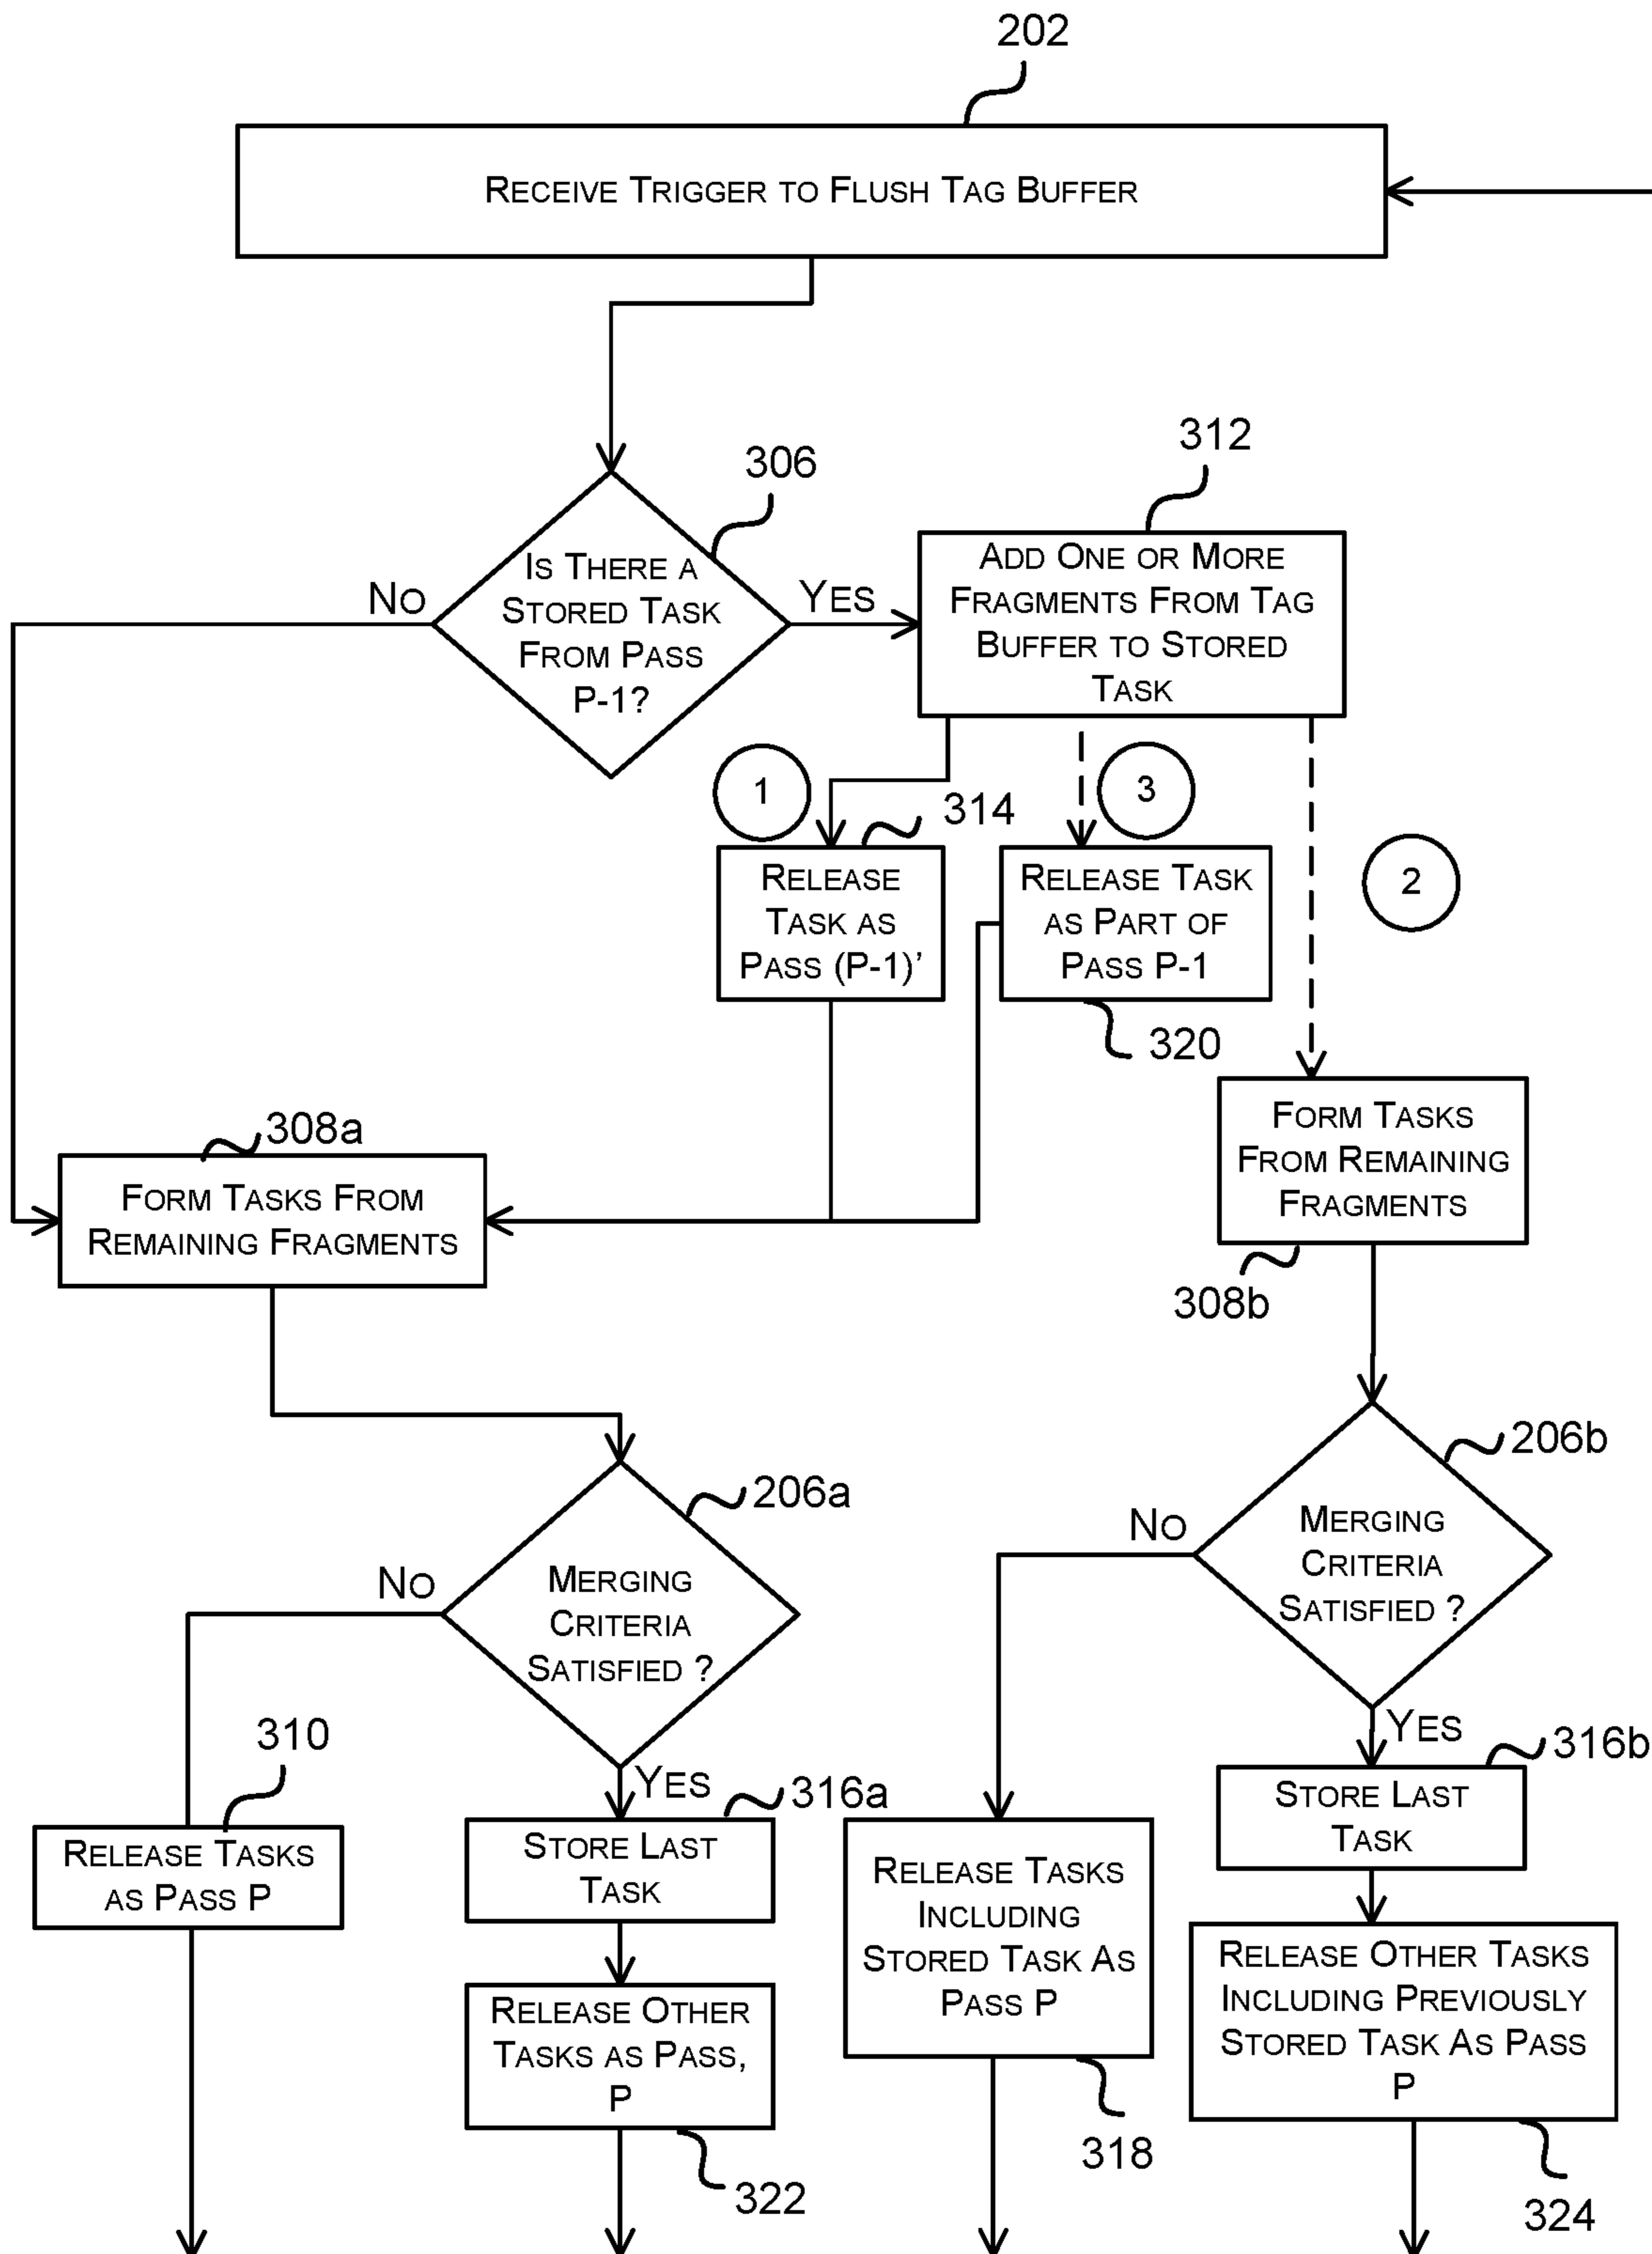 202
RECEIVE TRIGGER TO FLUSH TAG BUFFER
306
IS THERE A
STORED TASK
FROM PASS
P-1?
NO
YES
312
ADD ONE OR MORE
FRAGMENTS FROM TAG
BUFFER TO STORED
TASK
1
314
3
2
RELEASE
TASK AS
PASS (P-1)’
RELEASE TASK
AS PART OF
PASS P-1
320
308a
FORM TASKS FROM
REMAINING FRAGMENTS
FORM TASKS
FROM REMAINING
FRAGMENTS
308b
206a
MERGING
CRITERIA
SATISFIED ?
NO
YES
206b
MERGING
CRITERIA
SATISFIED ?
NO
YES
310
RELEASE TASKS
AS PASS P
316a
STORE LAST
TASK
RELEASE OTHER
TASKS AS PASS,
P
322
RELEASE TASKS
INCLUDING
STORED TASK AS
PASS P
318
316b
STORE LAST
TASK
RELEASE OTHER TASKS
INCLUDING PREVIOUSLY
STORED TASK AS PASS
P
324